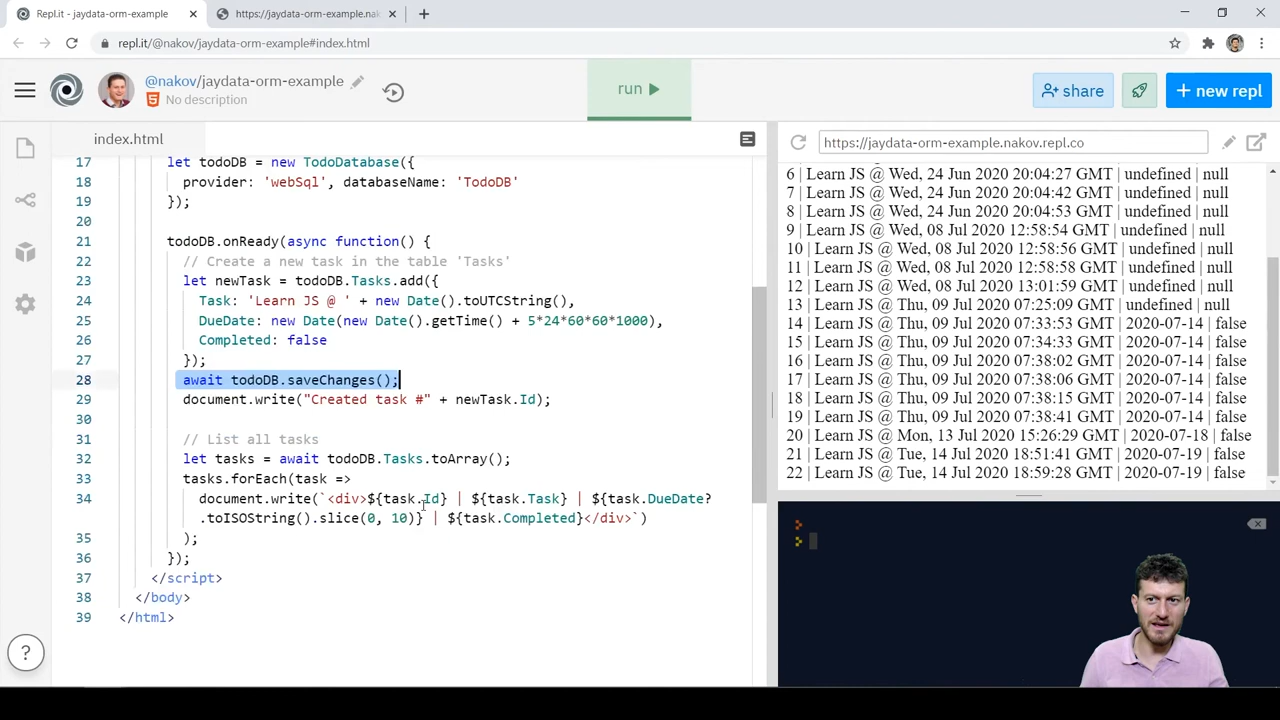 Repl.it - jaydata-orm-example
https://jaydata-orm-example.nak
repl.it/@nakov/jaydata-orm-example#index.html
@nakov/jaydata-orm-example
No description
run
share
+ new repl
index.html
https://jaydata-orm-example.nakov.repl.co
17 let todoDB = new TodoDatabase({
18 provider: 'webSql', databaseName: 'TodoDB'
19 });
20
21 todoDB.onReady(async function() {
22 // Create a new task in the table 'Tasks'
23 let newTask = todoDB.Tasks.add({
24 Task: 'Learn JS @ ' + new Date().toUTCString(),
25 DueDate: new Date(new Date().getTime() + 5*24*60*60*1000),
26 Completed: false
27 });
28 await todoDB.saveChanges();
29 document.write("Created task #" + newTask.Id);
30
31 // List all tasks
32 let tasks = await todoDB.Tasks.toArray();
33 tasks.forEach(task =>
34 document.write(`<div>${task.Id} | ${task.Task} | ${task.DueDate?
.toISOString().slice(0, 10)} | ${task.Completed}</div>`)
35 );
36 });
37 </script>
38 </body>
39 </html>
6 | Learn JS @ Wed, 24 Jun 2020 20:04:27 GMT | undefined | null
7 | Learn JS @ Wed, 24 Jun 2020 20:04:42 GMT | undefined | null
8 | Learn JS @ Wed, 24 Jun 2020 20:04:53 GMT | undefined | null
9 | Learn JS @ Wed, 08 Jul 2020 12:58:54 GMT | undefined | null
10 | Learn JS @ Wed, 08 Jul 2020 12:58:56 GMT | undefined | null
11 | Learn JS @ Wed, 08 Jul 2020 12:58:58 GMT | undefined | null
12 | Learn JS @ Wed, 08 Jul 2020 13:01:59 GMT | undefined | null
13 | Learn JS @ Thu, 09 Jul 2020 07:25:09 GMT | undefined | null
14 | Learn JS @ Thu, 09 Jul 2020 07:33:53 GMT | 2020-07-14 | false
15 | Learn JS @ Thu, 09 Jul 2020 07:34:33 GMT | 2020-07-14 | false
16 | Learn JS @ Thu, 09 Jul 2020 07:38:02 GMT | 2020-07-14 | false
17 | Learn JS @ Thu, 09 Jul 2020 07:38:06 GMT | 2020-07-14 | false
18 | Learn JS @ Thu, 09 Jul 2020 07:38:15 GMT | 2020-07-14 | false
19 | Learn JS @ Thu, 09 Jul 2020 07:38:41 GMT | 2020-07-14 | false
20 | Learn JS @ Mon, 13 Jul 2020 15:26:29 GMT | 2020-07-18 | false
21 | Learn JS @ Tue, 14 Jul 2020 18:51:41 GMT | 2020-07-19 | false
22 | Learn JS @ Tue, 14 Jul 2020 18:59:28 GMT | 2020-07-19 | false
?